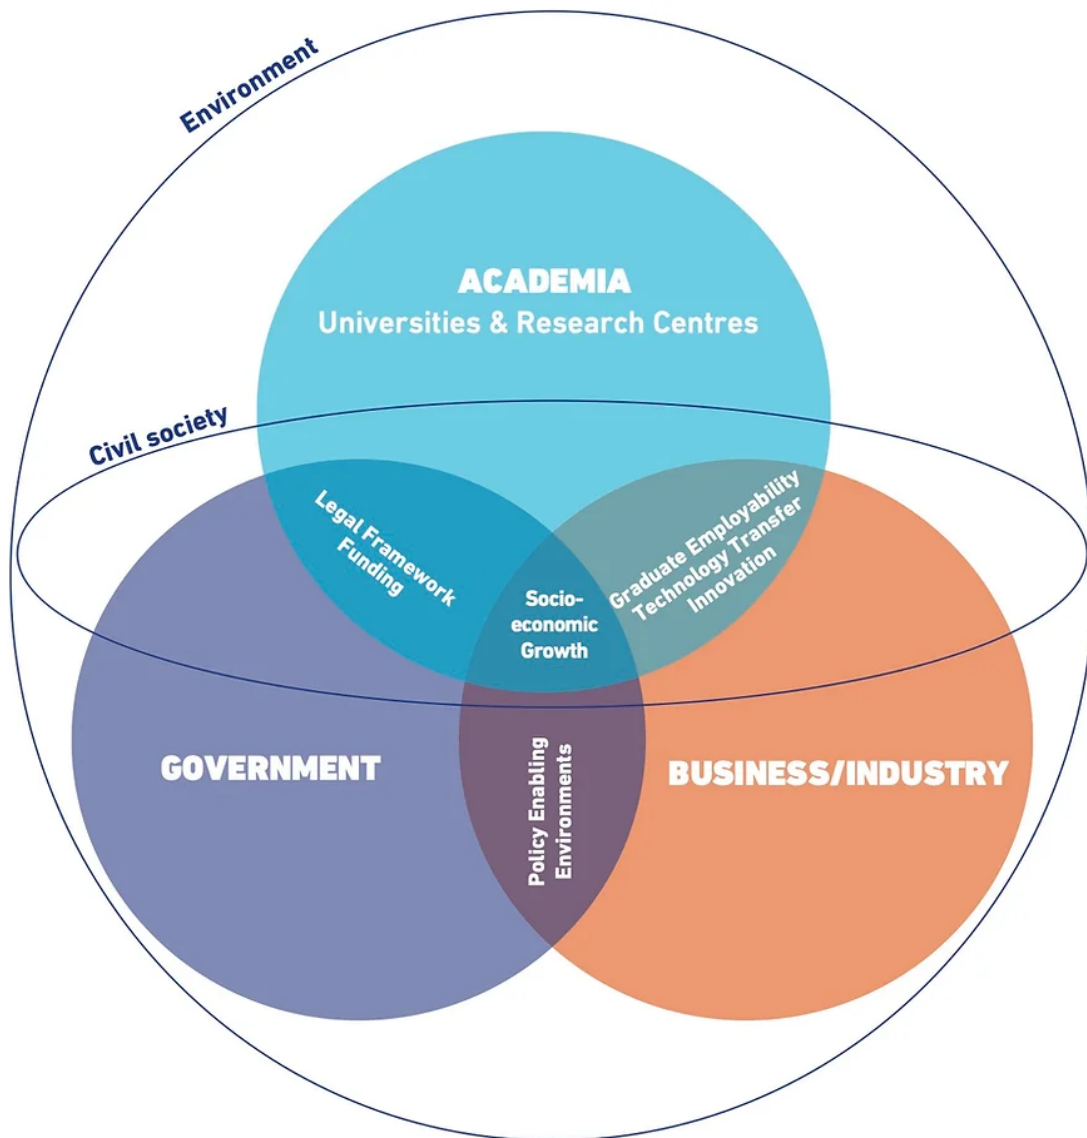 Environment
ACADEMIA
Universities & Research Centres
Civil society
Legal Framework
Funding
Graduate Employability
Technology Transfer
Innovation
Socio-
economic
Growth
GOVERNMENT
Policy Enabling
Environments
BUSINESS/INDUSTRY